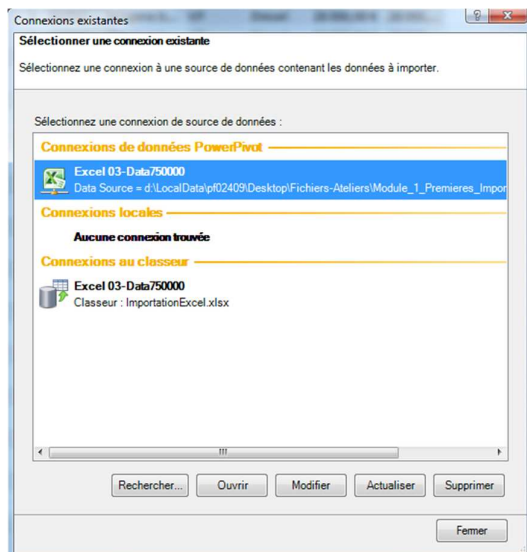 Connexions existantes
Sélectionner une connexion existante
Sélectionnez une connexion à une source de données contenant les données à importer.
Sélectionnez une connexion de source de données :
Connexions de données PowerPivot
Excel 03-Data750000
Data Source = d:\LocalData\pf02409\Desktop\Fichiers-Ateliers\Module_1_Premieres_Impor
Connexions locales
Aucune connexion trouvée
Connexions au classeur
Excel 03-Data750000
Classeur : ImportationExcel.xlsx
Rechercher... Ouvrir Modifier Actualiser Supprimer
Fermer